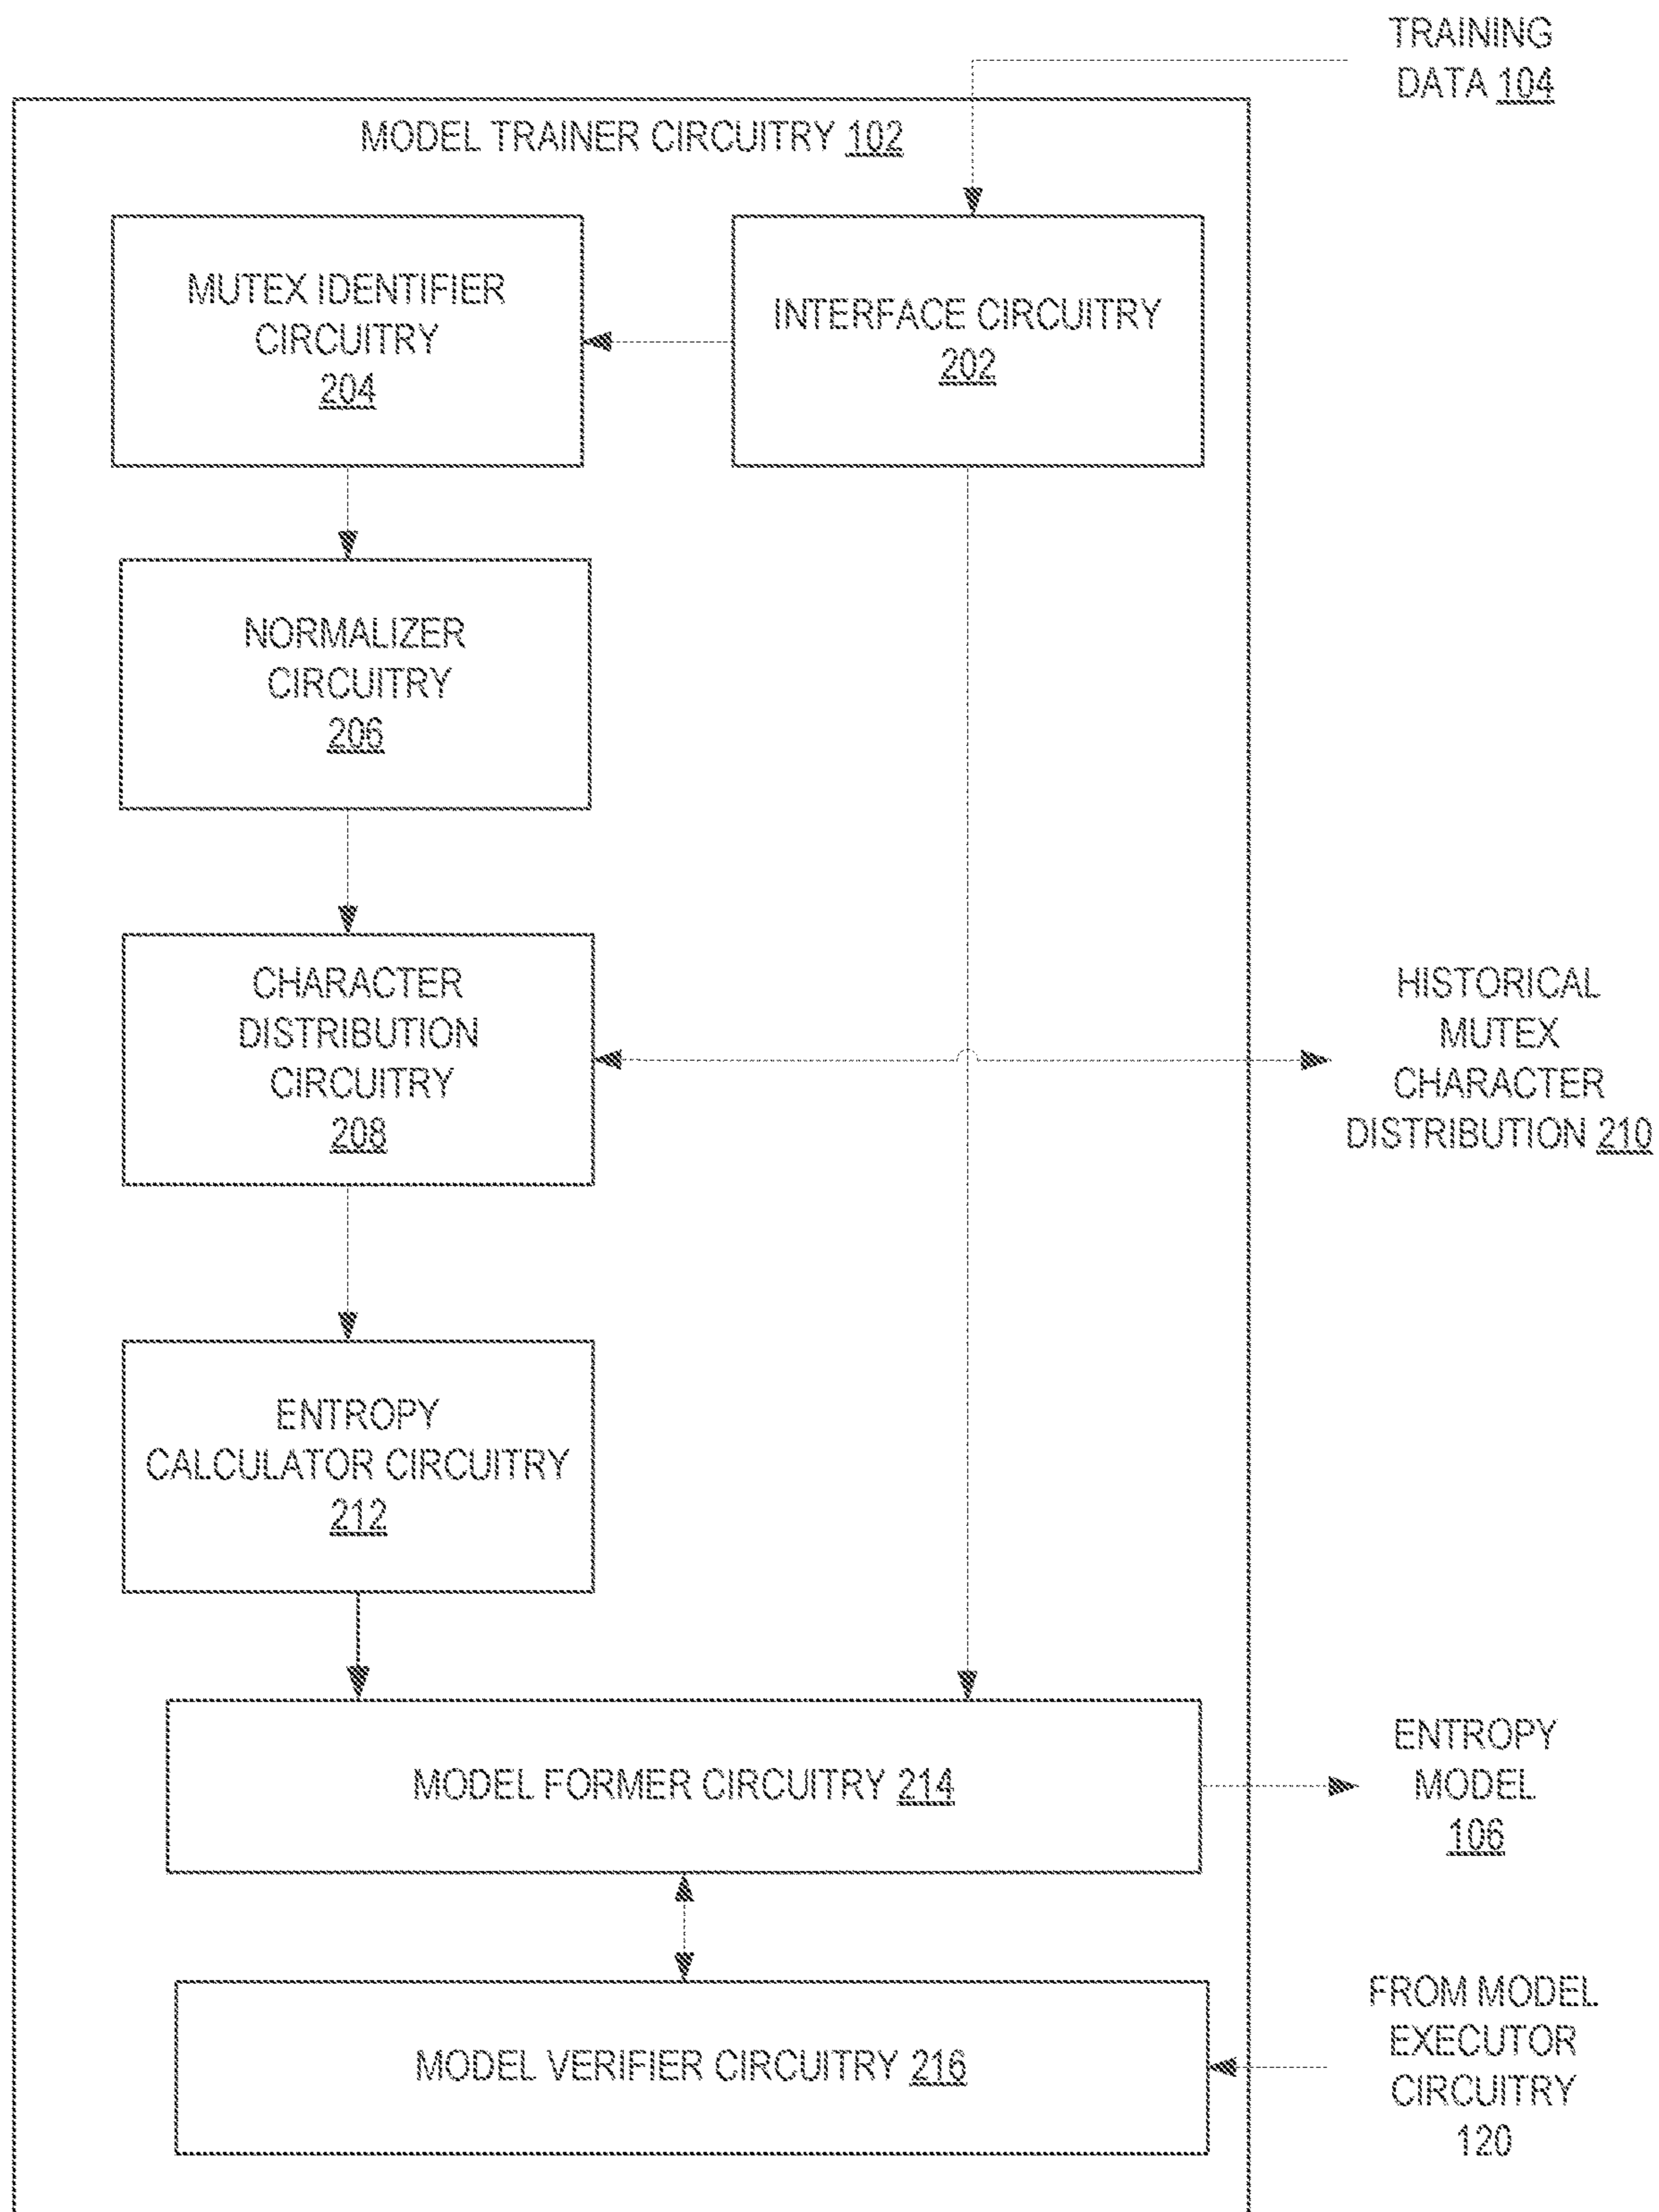 TRAINING
DATA 104
MODEL TRAINER CIRCUITRY 102
MUTEX IDENTIFIER
CIRCUITRY
204
INTERFACE CIRCUITRY
202
NORMALIZER
CIRCUITRY
206
CHARACTER
DISTRIBUTION
CIRCUITRY
208
HISTORICAL
MUTEX
CHARACTER
DISTRIBUTION 210
ENTROPY
CALCULATOR CIRCUITRY
212
MODEL FORMER CIRCUITRY 214
ENTROPY
MODEL
106
MODEL VERIFIER CIRCUITRY 216
FROM MODEL
EXECUTOR
CIRCUITRY
120